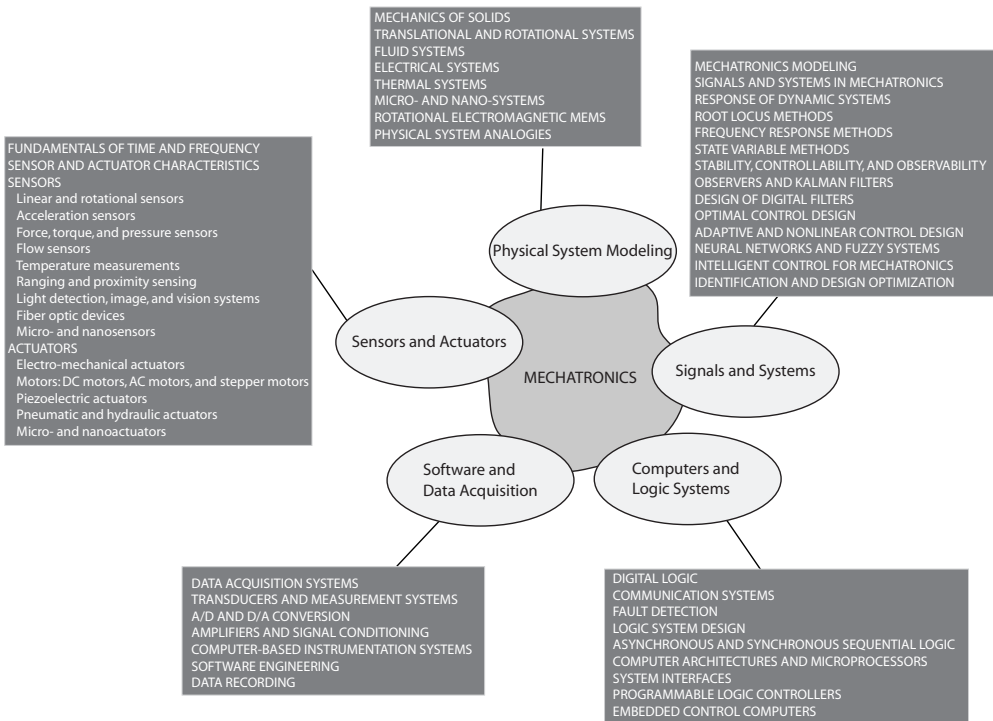 MECHANICS OF SOLIDS
TRANSLATIONAL AND ROTATIONAL SYSTEMS
FLUID SYSTEMS
ELECTRICAL SYSTEMS
THERMAL SYSTEMS
MICRO- AND NANO-SYSTEMS
ROTATIONAL ELECTROMAGNETIC MEMS
PHYSICAL SYSTEM ANALOGIES
MECHATRONICS MODELING
SIGNALS AND SYSTEMS IN MECHATRONICS
RESPONSE OF DYNAMIC SYSTEMS
ROOT LOCUS METHODS
FREQUENCY RESPONSE METHODS
STATE VARIABLE METHODS
STABILITY, CONTROLLABILITY, AND OBSERVABILITY
OBSERVERS AND KALMAN FILTERS
DESIGN OF DIGITAL FILTERS
OPTIMAL CONTROL DESIGN
ADAPTIVE AND NONLINEAR CONTROL DESIGN
NEURAL NETWORKS AND FUZZY SYSTEMS
INTELLIGENT CONTROL FOR MECHATRONICS
IDENTIFICATION AND DESIGN OPTIMIZATION
FUNDAMENTALS OF TIME AND FREQUENCY
SENSOR AND ACTUATOR CHARACTERISTICS
SENSORS
Linear and rotational sensors
Acceleration sensors
Force, torque, and pressure sensors
Flow sensors
Temperature measurements
Ranging and proximity sensing
Light detection, image, and vision systems
Fiber optic devices
Micro- and nanosensors
ACTUATORS
Electro-mechanical actuators
Motors: DC motors, AC motors, and stepper motors
Piezoelectric actuators
Pneumatic and hydraulic actuators
Micro- and nanoactuators
Physical System Modeling
Sensors and Actuators
MECHATRONICS
Signals and Systems
Software and
Data Acquisition
Computers and
Logic Systems
DATA ACQUISITION SYSTEMS
TRANSDUCERS AND MEASUREMENT SYSTEMS
A/D AND D/A CONVERSION
AMPLIFIERS AND SIGNAL CONDITIONING
COMPUTER-BASED INSTRUMENTATION SYSTEMS
SOFTWARE ENGINEERING
DATA RECORDING
DIGITAL LOGIC
COMMUNICATION SYSTEMS
FAULT DETECTION
LOGIC SYSTEM DESIGN
ASYNCHRONOUS AND SYNCHRONOUS SEQUENTIAL LOGIC
COMPUTER ARCHITECTURES AND MICROPROCESSORS
SYSTEM INTERFACES
PROGRAMMABLE LOGIC CONTROLLERS
EMBEDDED CONTROL COMPUTERS